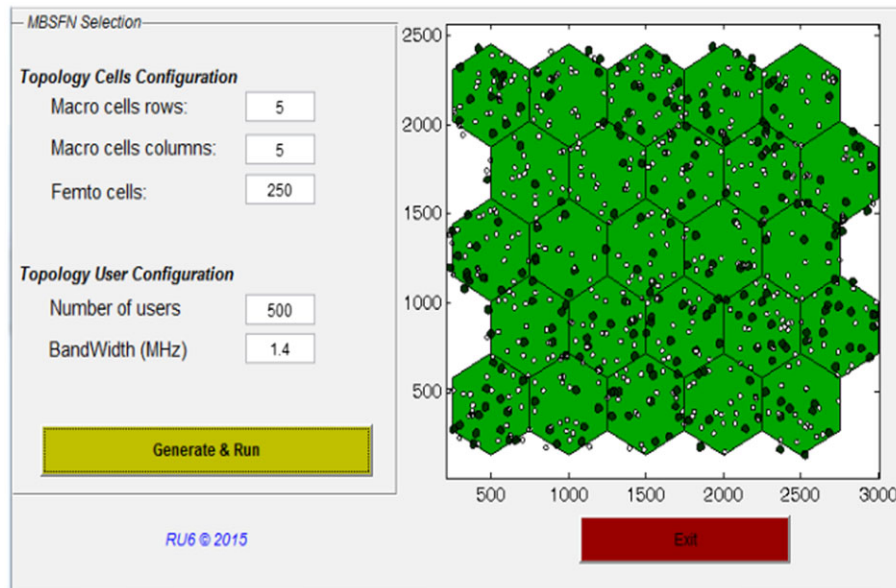 MBSFN Selection
Topology Cells Configuration
Macro cells rows: 5
Macro cells columns: 5
Femto cells: 250
Topology User Configuration
Number of users 500
BandWidth (MHz) 1.4
Generate & Run
RU6 © 2015
2500
2000
1500
1000
500
500 1000 1500 2000 2500 3000
Exit